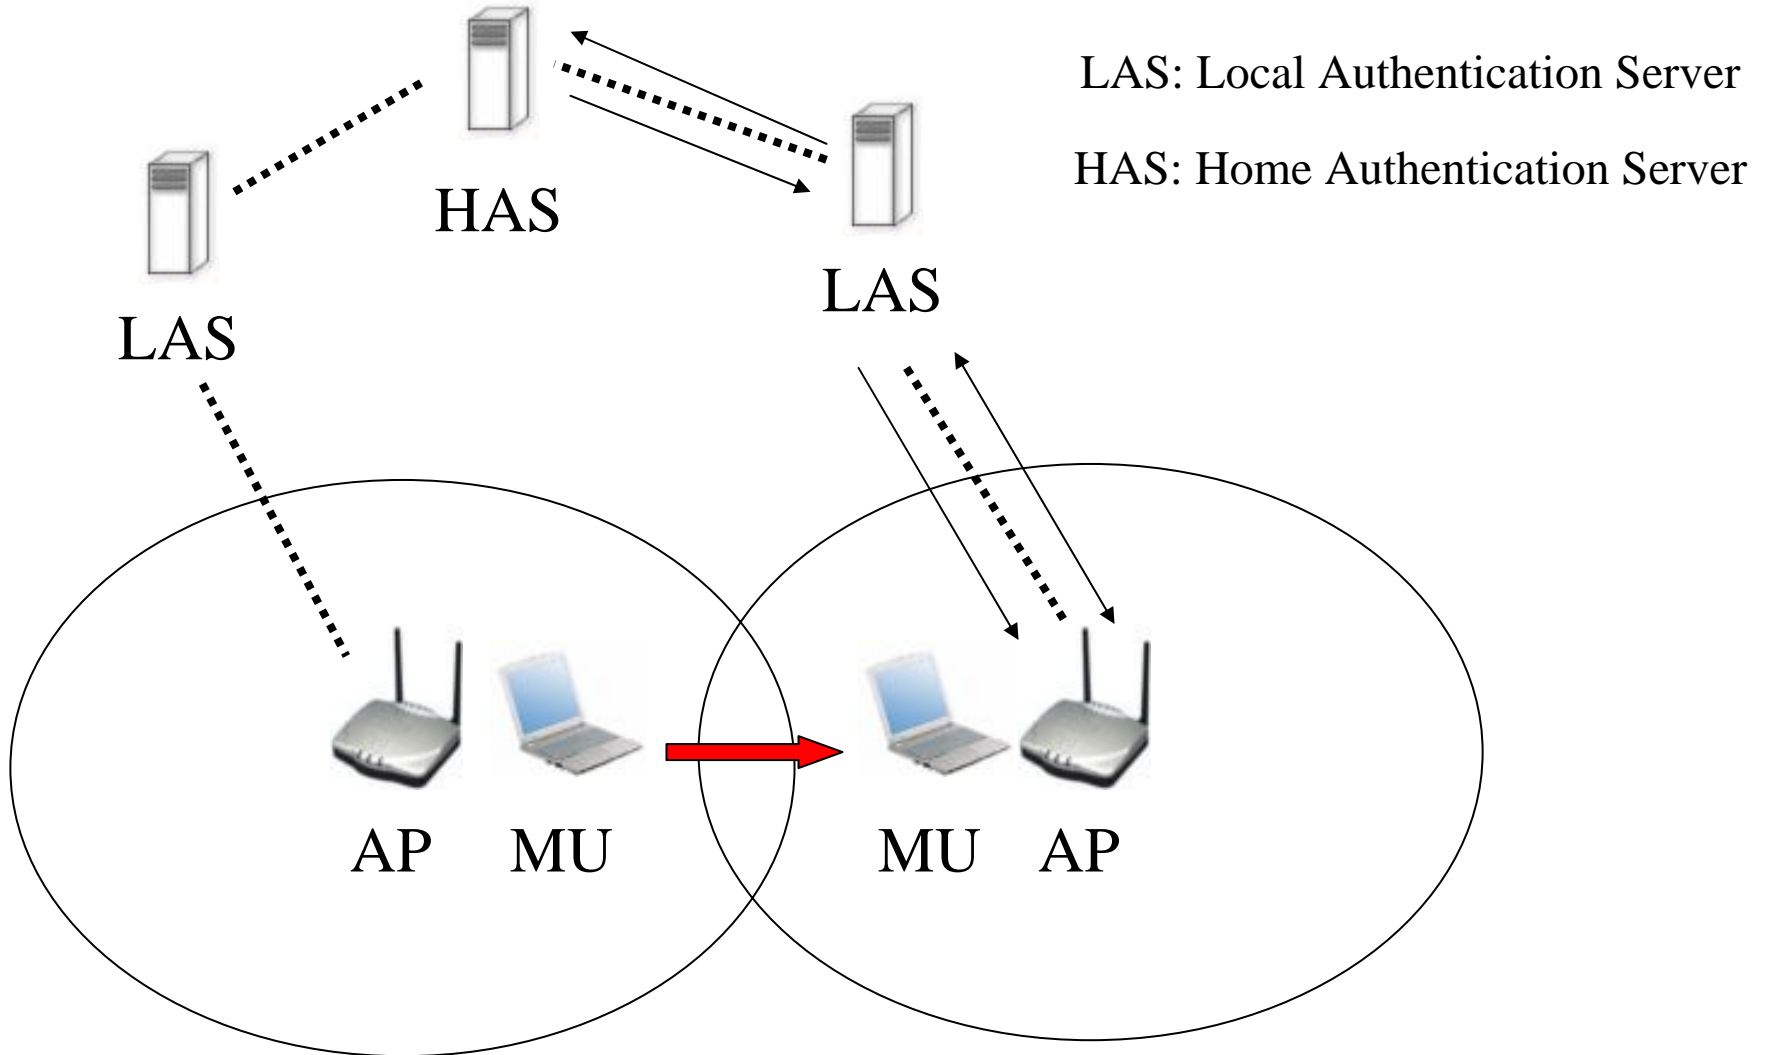 LAS: Local Authentication Server
HAS: Home Authentication Server
HAS
LAS
LAS
AP MU MU AP